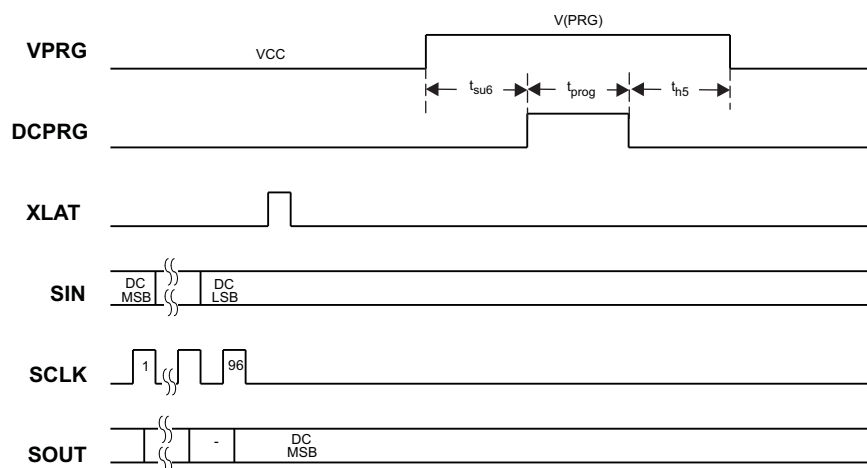 V(PRG)
VPRG
VCC
tsu6
tprog
th5
DCPRG
XLAT
SIN
DC
MSB
DC
LSB
SCLK
1
96
SOUT
-
DC
MSB